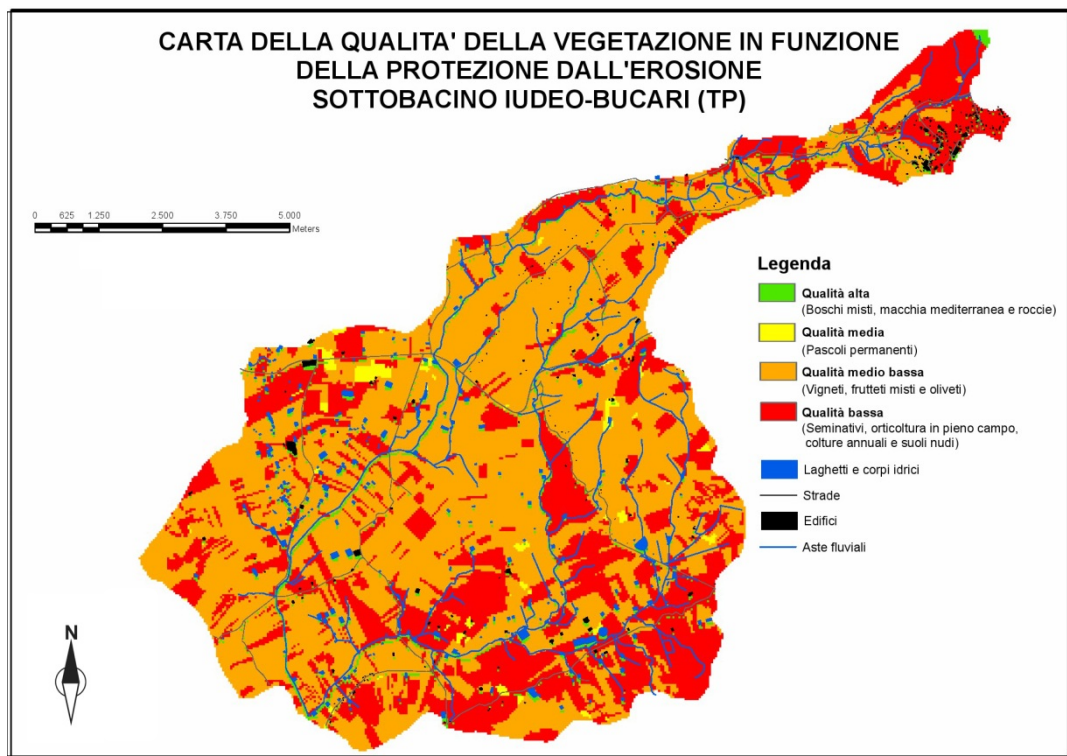 CARTA DELLA QUALITA' DELLA VEGETAZIONE IN FUNZIONE
DELLA PROTEZIONE DALL'EROSIONE
SOTTOBACINO IUDEO-BUCARI (TP)
0 625 1.250 2.500 3.750 5.000
Meters
Legenda
Qualità alta
(Boschi misti, macchia mediterranea e roccie)
Qualità media
(Pascoli permanenti)
Qualità medio bassa
(Vigneti, frutteti misti e oliveti)
Qualità bassa
(Seminativi, orticoltura in pieno campo,
colture annuali e suoli nudi)
Laghetti e corpi idrici
Strade
Edifici
Aste fluviali
N